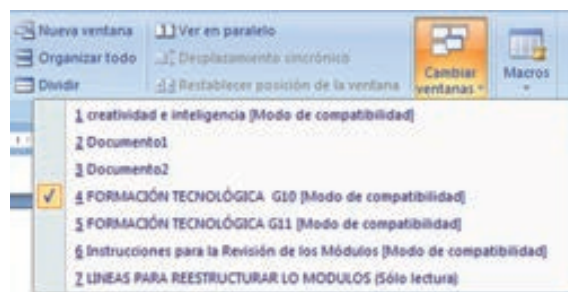 Nueva ventana
Organizar todo
Dividir
Ver en paralelo
Desplazamiento sincrónico
Restablecer posición de la ventana
Cambiar ventanas
Macros
1 creatividad e inteligencia [Modo de compatibilidad]
2 Documento1
3 Documento2
4 FORMACIÓN TECNOLÓGICA G10 [Modo de compatibilidad]
5 FORMACIÓN TECNOLÓGICA G11 [Modo de compatibilidad]
6 Instrucciones para la Revisión de los Módulos [Modo de compatibilidad]
7 LINEAS PARA REESTRUCTURAR LO MODULOS (Sólo lectura)